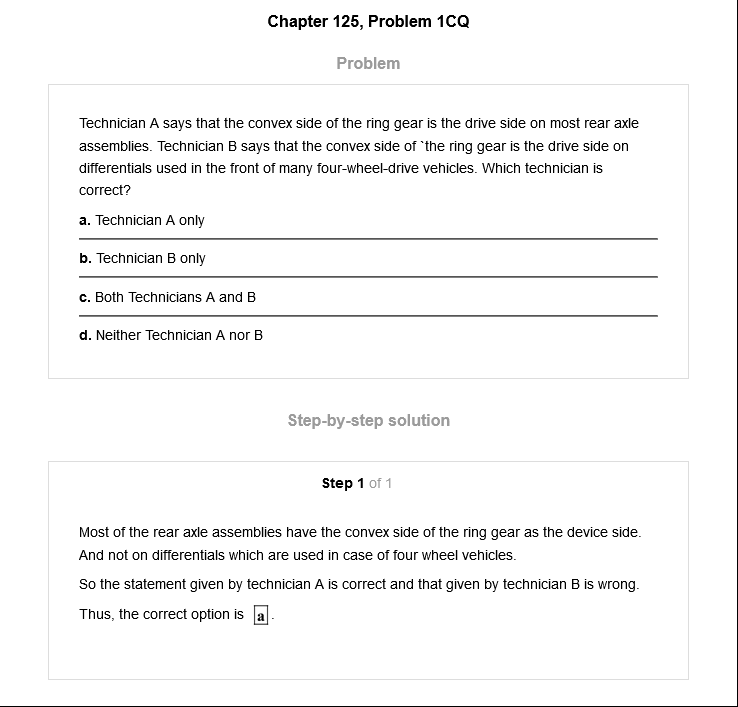 Chapter 125, Problem 1CQ
Problem
Technician A says that the convex side of the ring gear is the drive side on most rear axle
assemblies. Technician B says that the convex side of `the ring gear is the drive side on
differentials used in the front of many four-wheel-drive vehicles. Which technician is
correct?
a. Technician A only
b. Technician B only
c. Both Technicians A and B
d. Neither Technician A nor B
Step-by-step solution
Step 1 of 1
Most of the rear axle assemblies have the convex side of the ring gear as the device side.
And not on differentials which are used in case of four wheel vehicles.
So the statement given by technician A is correct and that given by technician B is wrong.
Thus, the correct option is a.